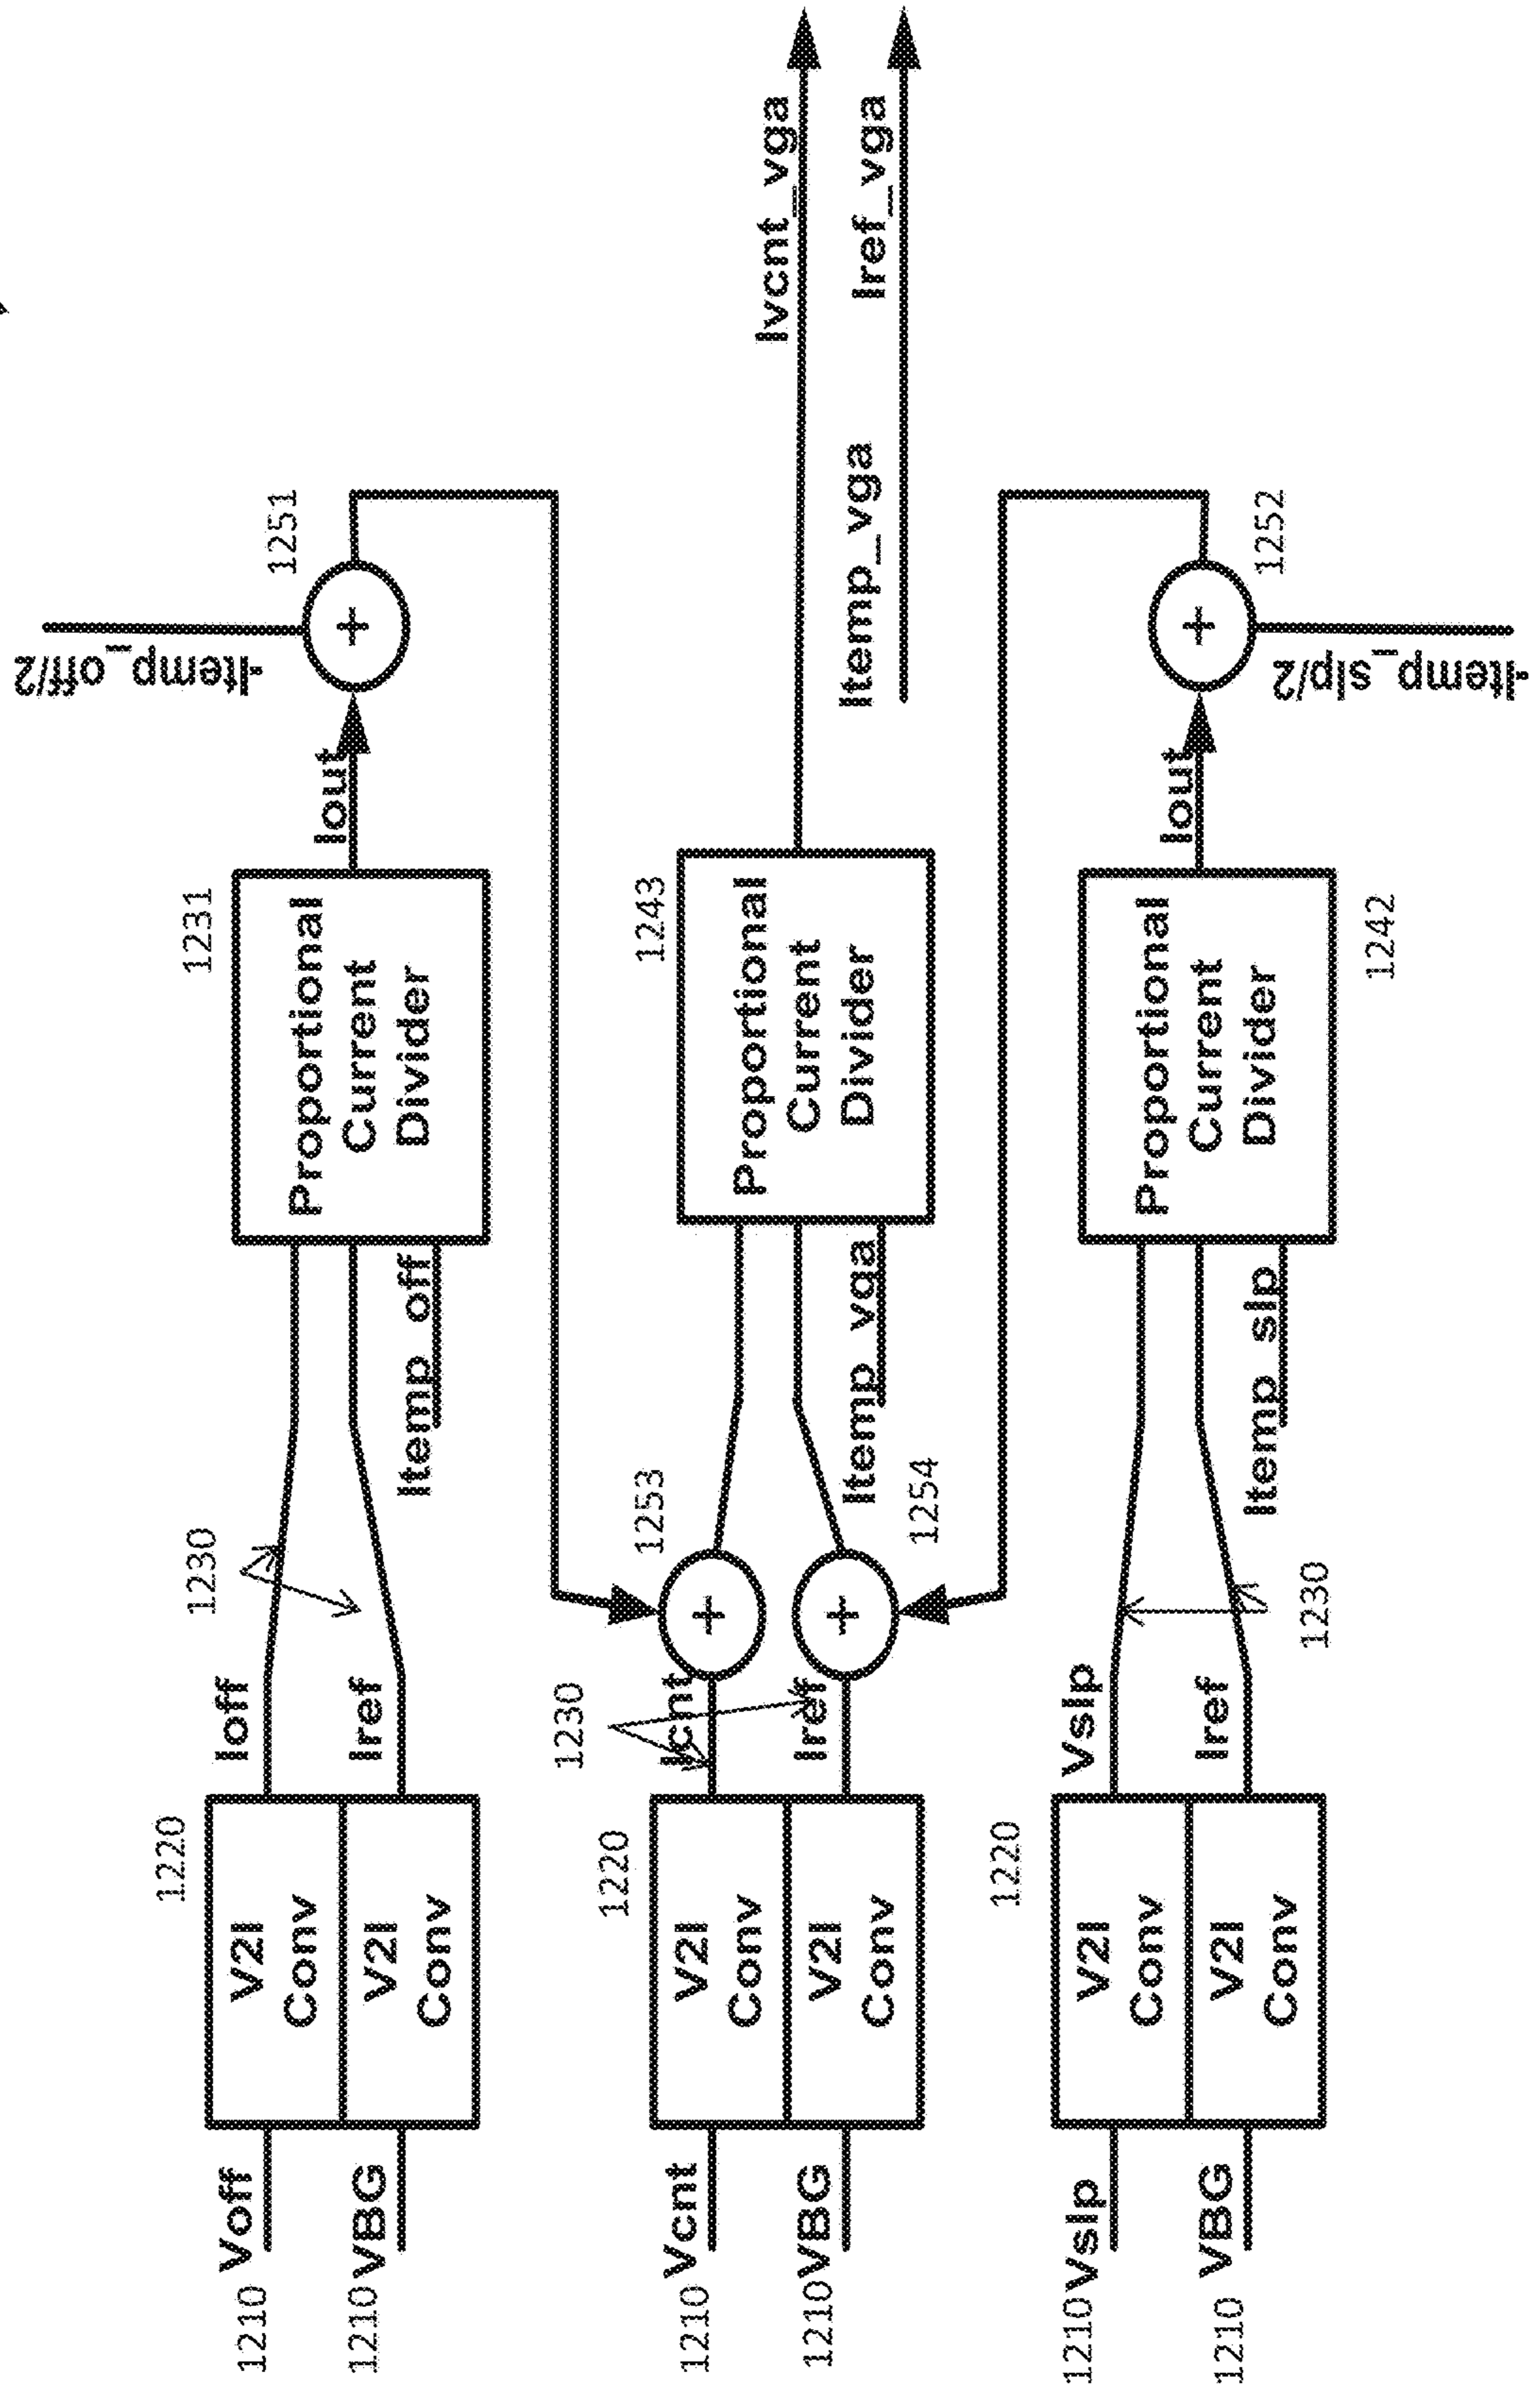 1210
Voff
1210
VBG
1220
V2I
Conv
V2I
Conv
Ioff
Iref
1230
Itemp_off
1231
Proportional
Current
Divider
Iout
1251
+
-Itemp_off/2
1210
Vcnt
1210
VBG
1220
V2I
Conv
V2I
Conv
1230
Icnt
Iref
1253
+
+
1254
Itemp_vga
1243
Proportional
Current
Divider
Ivcnt_vga
Itemp_vga
Iref_vga
1210
Vslp
1210
VBG
1220
V2I
Conv
V2I
Conv
Vslp
Iref
1230
Itemp_slp
1242
Proportional
Current
Divider
Iout
+
1252
-Itemp_slp/2